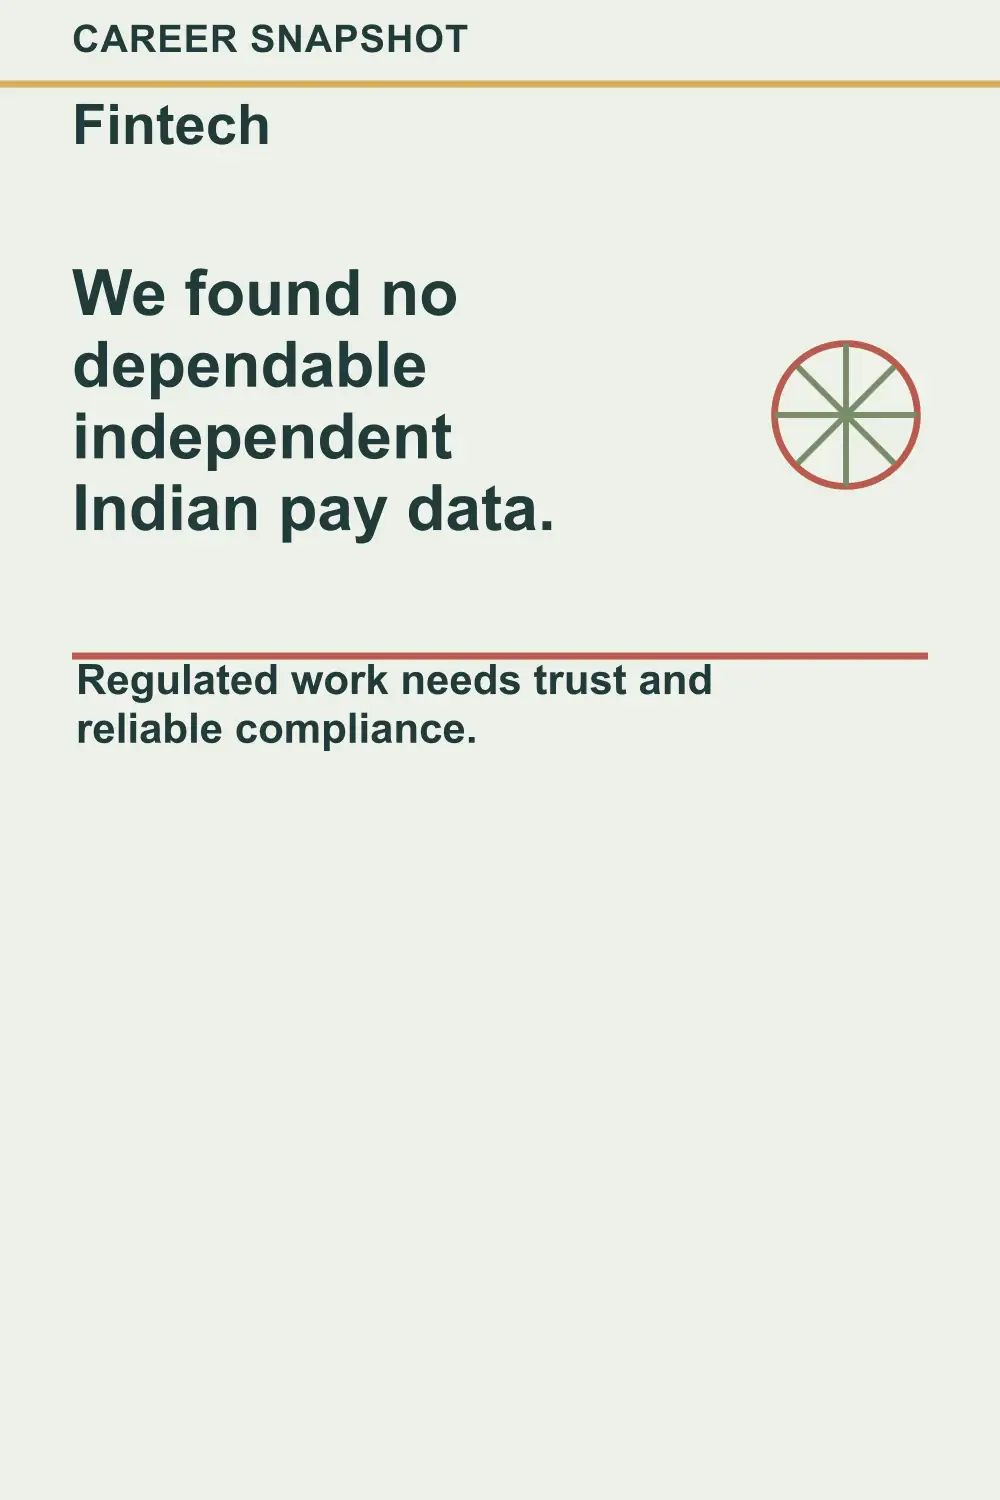 CAREER SNAPSHOT
Fintech
We found no
dependable
independent
Indian pay data.
Regulated work needs trust and
reliable compliance.